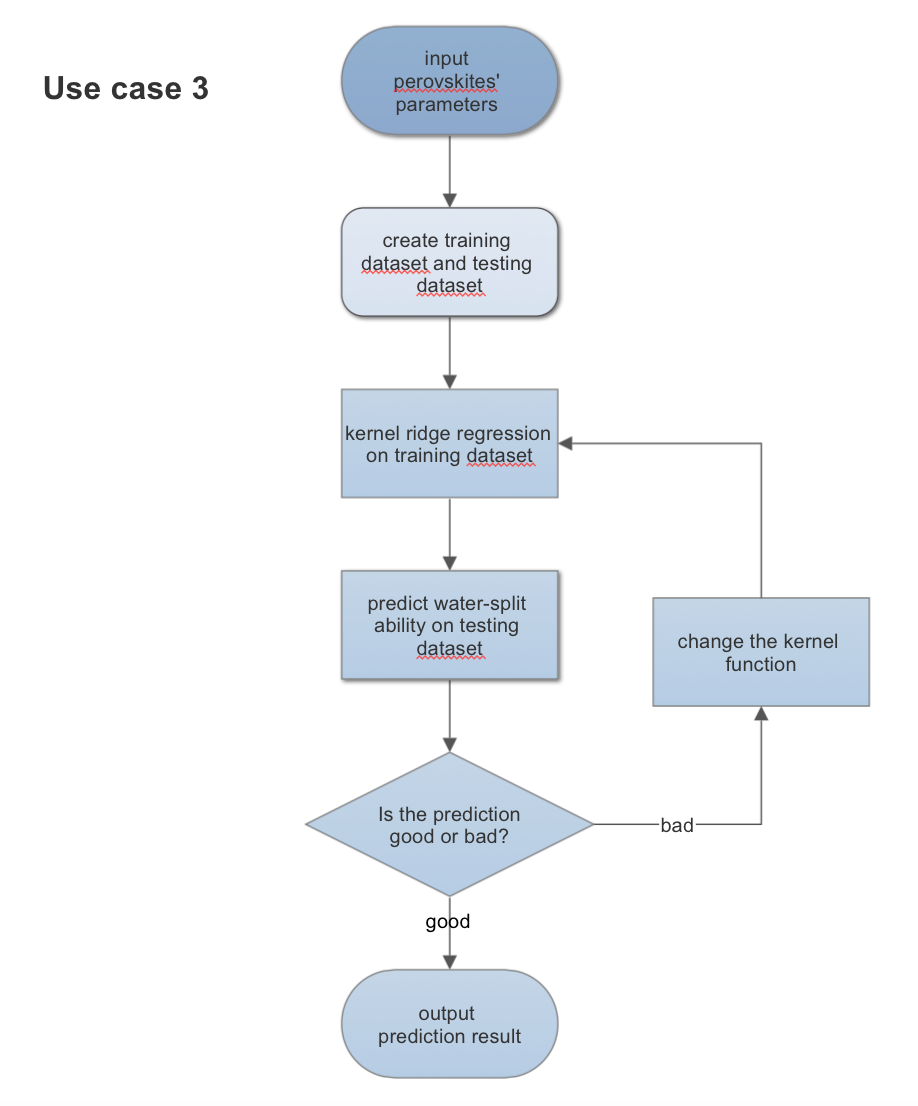 Use case 3
input
perovskites'
parameters
create training
dataset and testing
dataset
kernel ridge regression
on training dataset
predict water-split
ability on testing
dataset
change the kernel
function
Is the prediction
good or bad?
bad
good
output
prediction result